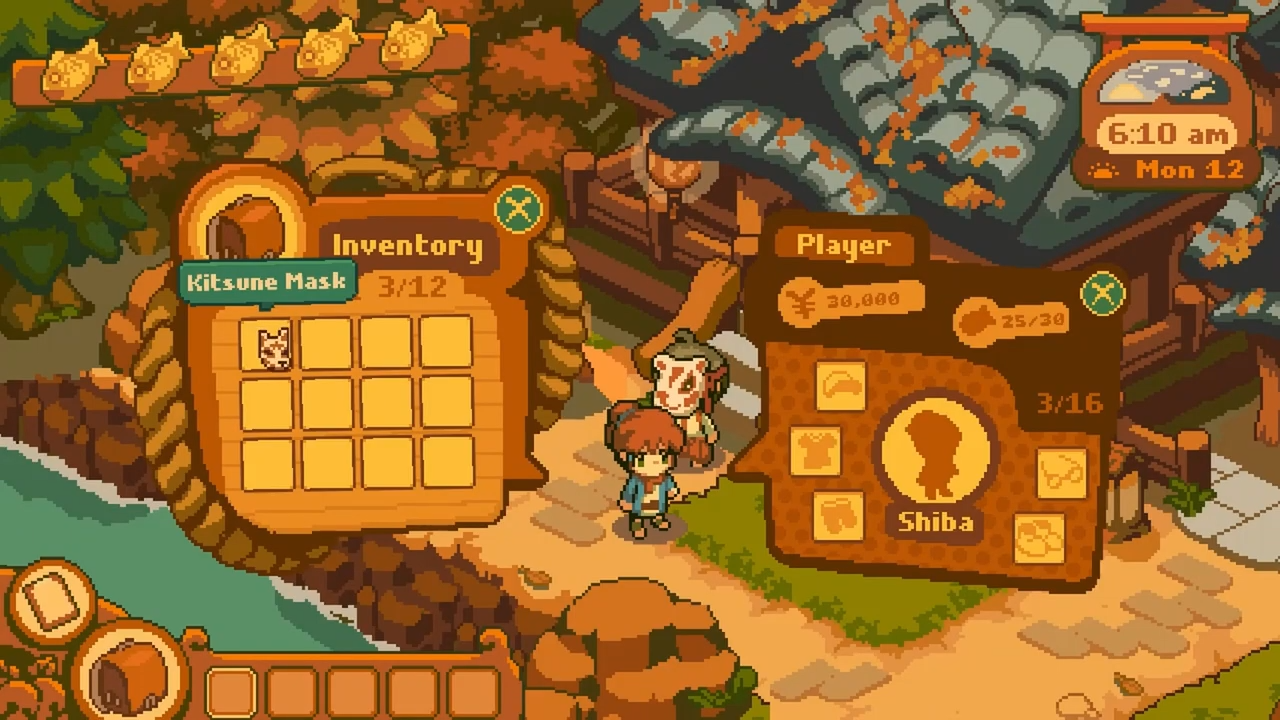 6:10 am
Mon 12
Inventory
Kitsune Mask
3/12
Player
¥ 30,000
25/30
3/16
Shiba